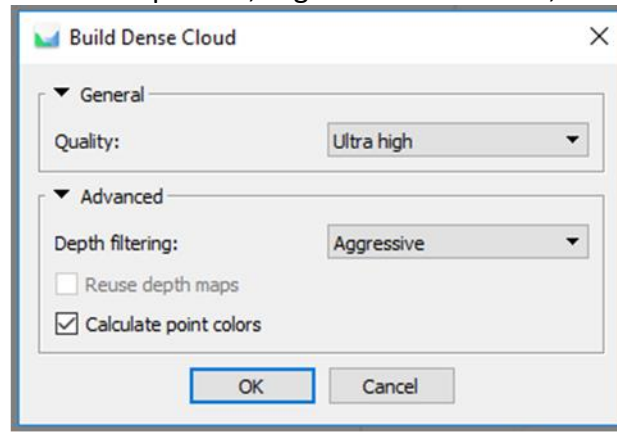 Build Dense Cloud
General
Quality: Ultra high
Advanced
Depth filtering: Aggressive
Reuse depth maps
Calculate point colors
OK Cancel